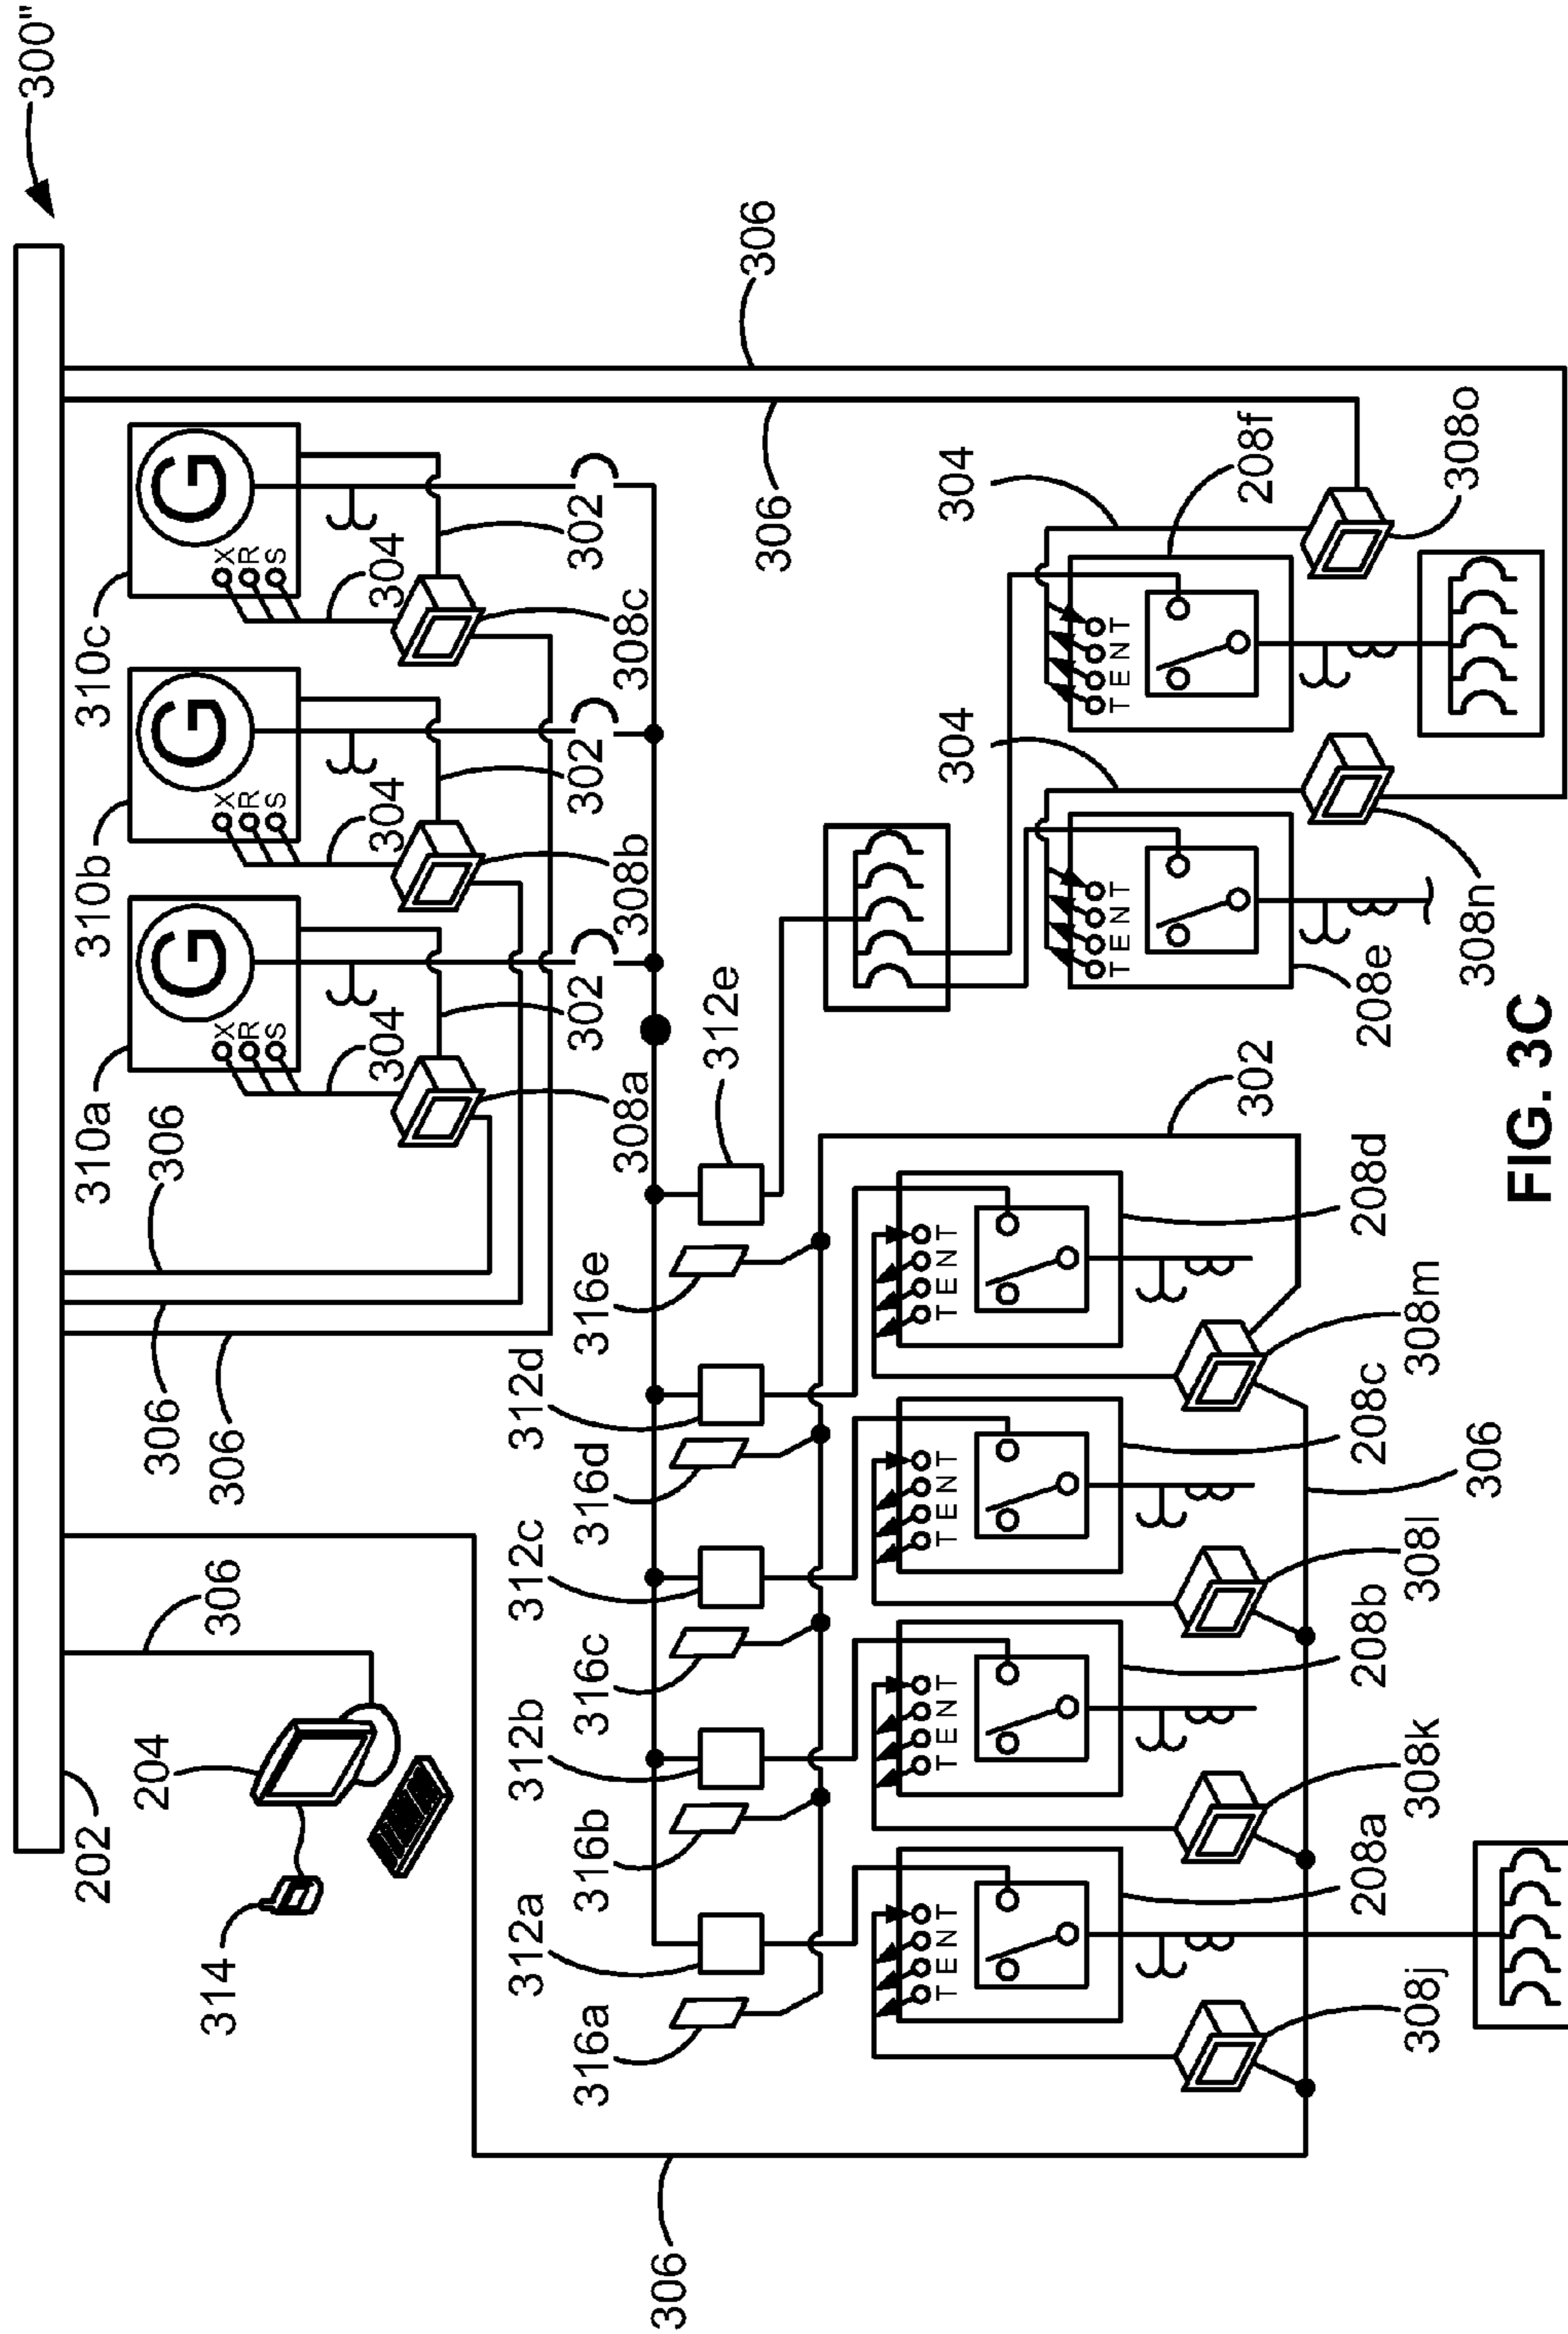 300"
202
314
204
306
306
306
306
310a
310b
310c
G
G
G
X
R
S
X
R
S
X
R
S
304
304
304
302
302
302
308a
308b
308c
306
306
306
312a
312b
312c
312d
312e
316a
316b
316c
316d
316e
T E N T
T E N T
T E N T
T E N T
T E N T
T E N T
304
304
208f
308o
208e
308n
302
208d
308m
208c
306
308l
208b
308k
208a
308j
FIG. 3C